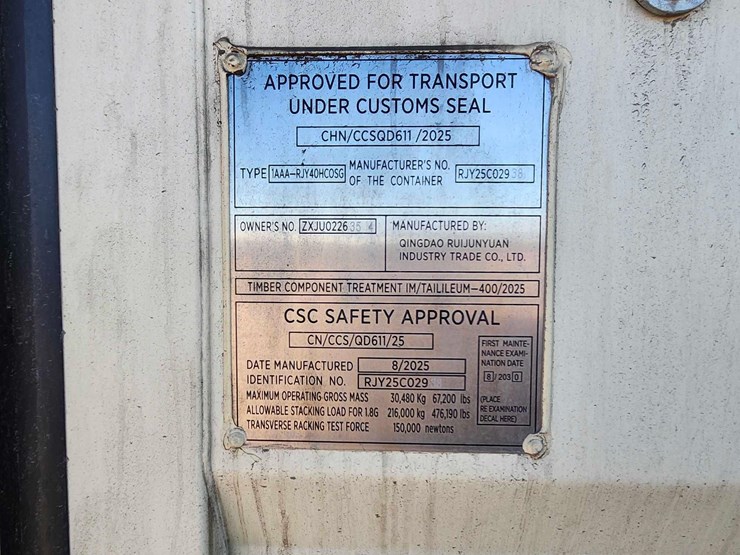 APPROVED FOR TRANSPORT
UNDER CUSTOMS SEAL
CHN/CCSQD611 /2025
TYPE 1AAA-RJY40HCOSG MANUFACTURER'S NO. OF THE CONTAINER RJY25C029
OWNER'S NO. ZXJU0226
MANUFACTURED BY:
QINGDAO RUIJUNYUAN
INDUSTRY TRADE CO., LTD.
TIMBER COMPONENT TREATMENT IM/TAILILEUM-400/2025
CSC SAFETY APPROVAL
CN/CCS/QD611/25
DATE MANUFACTURED 8/2025
IDENTIFICATION NO. RJY25C029
MAXIMUM OPERATING GROSS MASS 30,480 Kg 67,200 lbs
ALLOWABLE STACKING LOAD FOR 1.8G 216,000 kg 476,190 lbs
TRANSVERSE RACKING TEST FORCE 150,000 newtons
FIRST MAINTE-
NANCE EXAMI-
NATION DATE
8/2030
(PLACE
RE EXAMINATION
DECAL HERE)